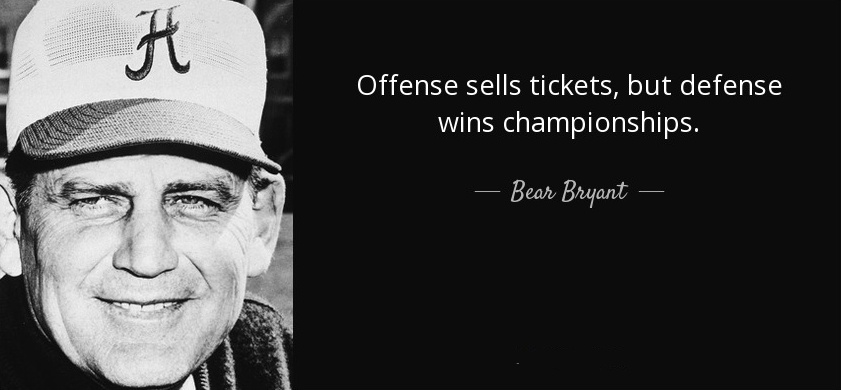 A
Offense sells tickets, but defense
wins championships.
Bear Bryant